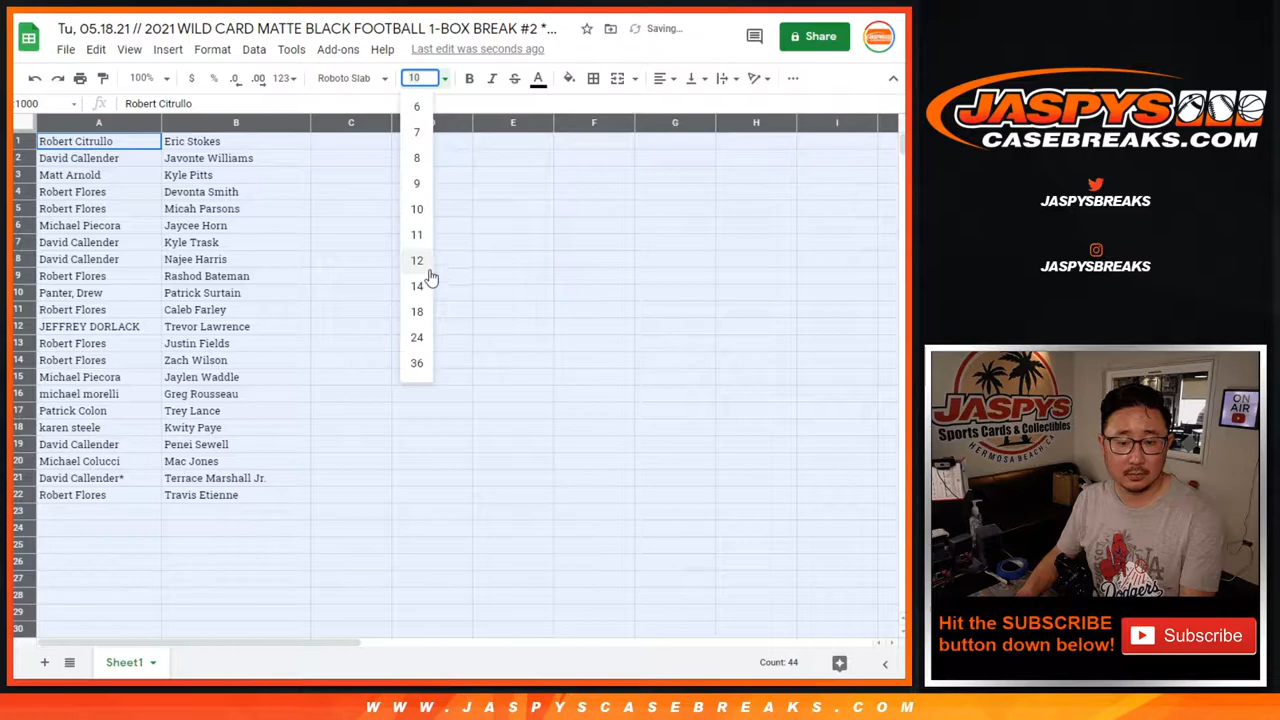 Tu, 05.18.21 // 2021 WILD CARD MATTE BLACK FOOTBALL 1-BOX BREAK #2 *...
Saving...
Share
File Edit View Insert Format Data Tools Add-ons Help Last edit was seconds ago
100% $ % .0 .00 123 Roboto Slab 10 B I S A
1000 fx Robert Citrullo
A B C E F G H I
1 Robert Citrullo Eric Stokes
2 David Callender Javonte Williams
3 Matt Arnold Kyle Pitts
4 Robert Flores Devonta Smith
5 Robert Flores Micah Parsons
6 Michael Piecora Jaycee Horn
7 David Callender Kyle Trask
8 David Callender Najee Harris
9 Robert Flores Rashod Bateman
10 Panter, Drew Patrick Surtain
11 Robert Flores Caleb Farley
12 JEFFREY DORLACK Trevor Lawrence
13 Robert Flores Justin Fields
14 Robert Flores Zach Wilson
15 Michael Piecora Jaylen Waddle
16 michael morelli Greg Rousseau
17 Patrick Colon Trey Lance
18 karen steele Kwity Paye
19 David Callender Penei Sewell
20 Michael Colucci Mac Jones
21 David Callender* Terrace Marshall Jr.
22 Robert Flores Travis Etienne
23
24
25
26
27
28
29
30
6
7
8
9
10
11
12
14
18
24
36
Sheet1
Count: 44
JASPYS
CASEBREAKS.COM
JASPYSBREAKS
JASPYSBREAKS
JASPYS
Sports Cards & Collectibles
HERMOSA BEACH, CA
ON
AIR
LA
Dodgers
Hit the SUBSCRIBE
button down below!
Subscribe
WWW.JASPYSCASEBREAKS.COM